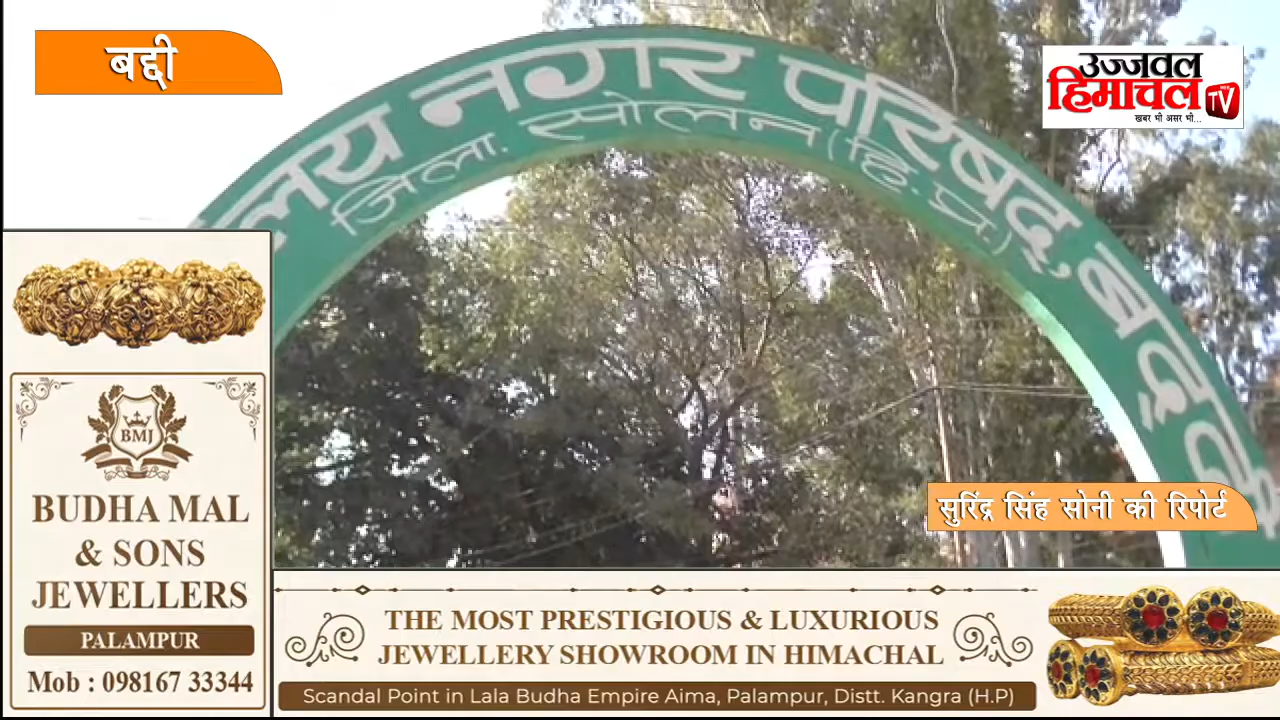 बद्दी
उज्जवल
हिमाचल
TV
खबर भी असर भी...
नगर परिषद्, बद्दी
जिला. सोलन (हि. प्र.)
BMJ
BUDHA MAL
& SONS
JEWELLERS
PALAMPUR
Mob : 098167 33344
सुरिंद्र सिंह सोनी की रिपोर्ट
THE MOST PRESTIGIOUS & LUXURIOUS
JEWELLERY SHOWROOM IN HIMACHAL
Scandal Point in Lala Budha Empire Aima, Palampur, Distt. Kangra (H.P)